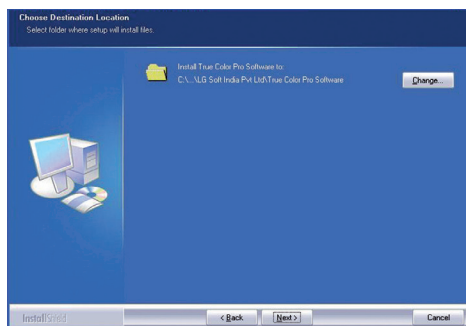 Choose Destination Location
Select folder where setup will install files.
Install True Color Pro Software to:
C:\...\LG Soft India Pvt Ltd\True Color Pro Software
Change...
InstallShield
< Back
Next >
Cancel